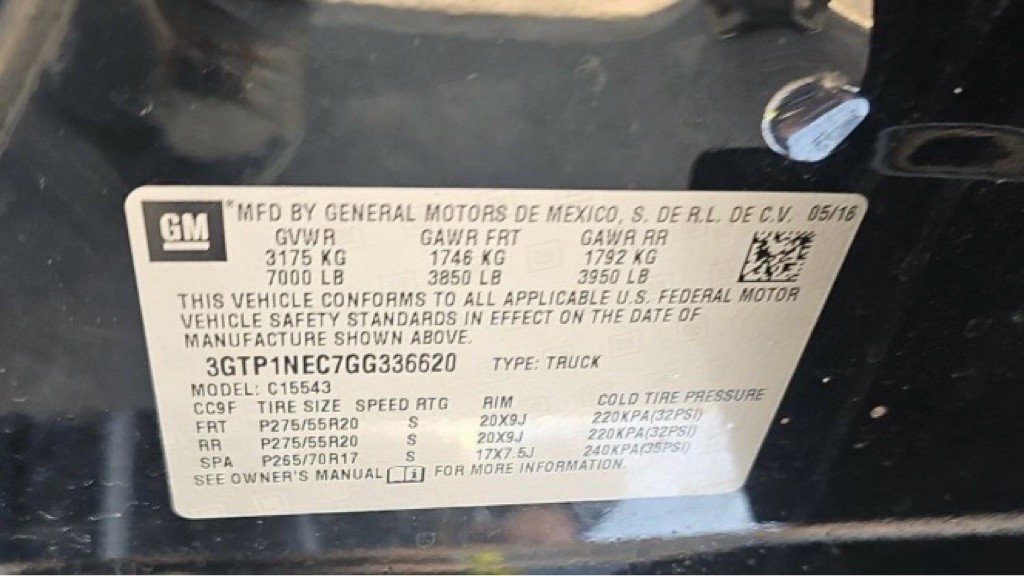 GM MFD BY GENERAL MOTORS DE MEXICO, S. DE R.L. DE C.V. 05/16
GVWR GAWR FRT GAWR RR
3175 KG 1746 KG 1792 KG
7000 LB 3850 LB 3950 LB
THIS VEHICLE CONFORMS TO ALL APPLICABLE U.S. FEDERAL MOTOR
VEHICLE SAFETY STANDARDS IN EFFECT ON THE DATE OF
MANUFACTURE SHOWN ABOVE.
3GTP1NEC7GG336620 TYPE: TRUCK
MODEL: C15543
CC9F TIRE SIZE SPEED RTG RIM COLD TIRE PRESSURE
FRT P275/55R20 S 20X9J 220KPA(32PSI)
RR P275/55R20 S 20X9J 220KPA(32PSI)
SPA P265/70R17 S 17X7.5J 240KPA(35PSI)
SEE OWNER'S MANUAL FOR MORE INFORMATION.